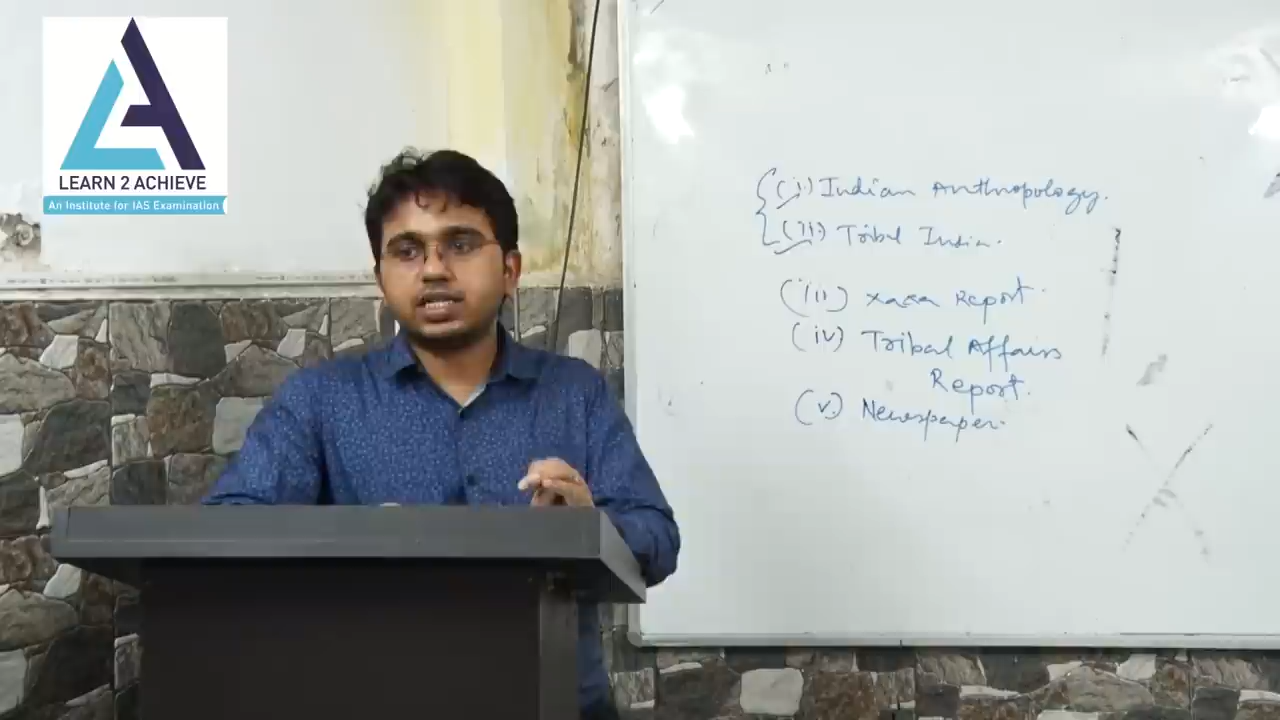 LEARN 2 ACHIEVE
An Institute for IAS Examination
(i) Indian Anthropology.
(ii) Tribal India.
(iii) Xaxa Report.
(iv) Tribal Affairs
Report.
(v) Newspaper.